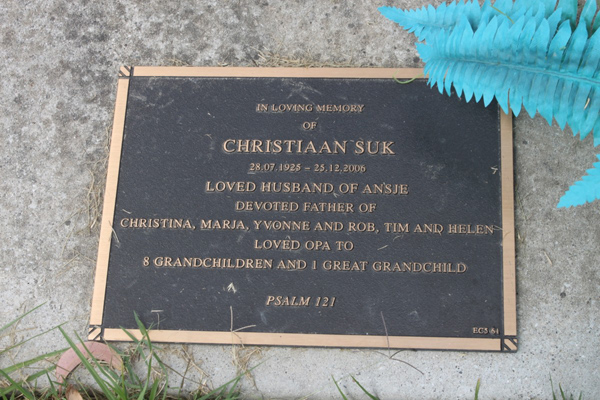 IN LOVING MEMORY
OF
CHRISTIAAN SUK
28.07.1925 – 25.12.2006
LOVED HUSBAND OF ANSJE
DEVOTED FATHER OF
CHRISTINA, MARJA, YVONNE AND ROB, TIM AND HELEN
LOVED OPA TO
8 GRANDCHILDREN AND 1 GREAT GRANDCHILD
PSALM 121